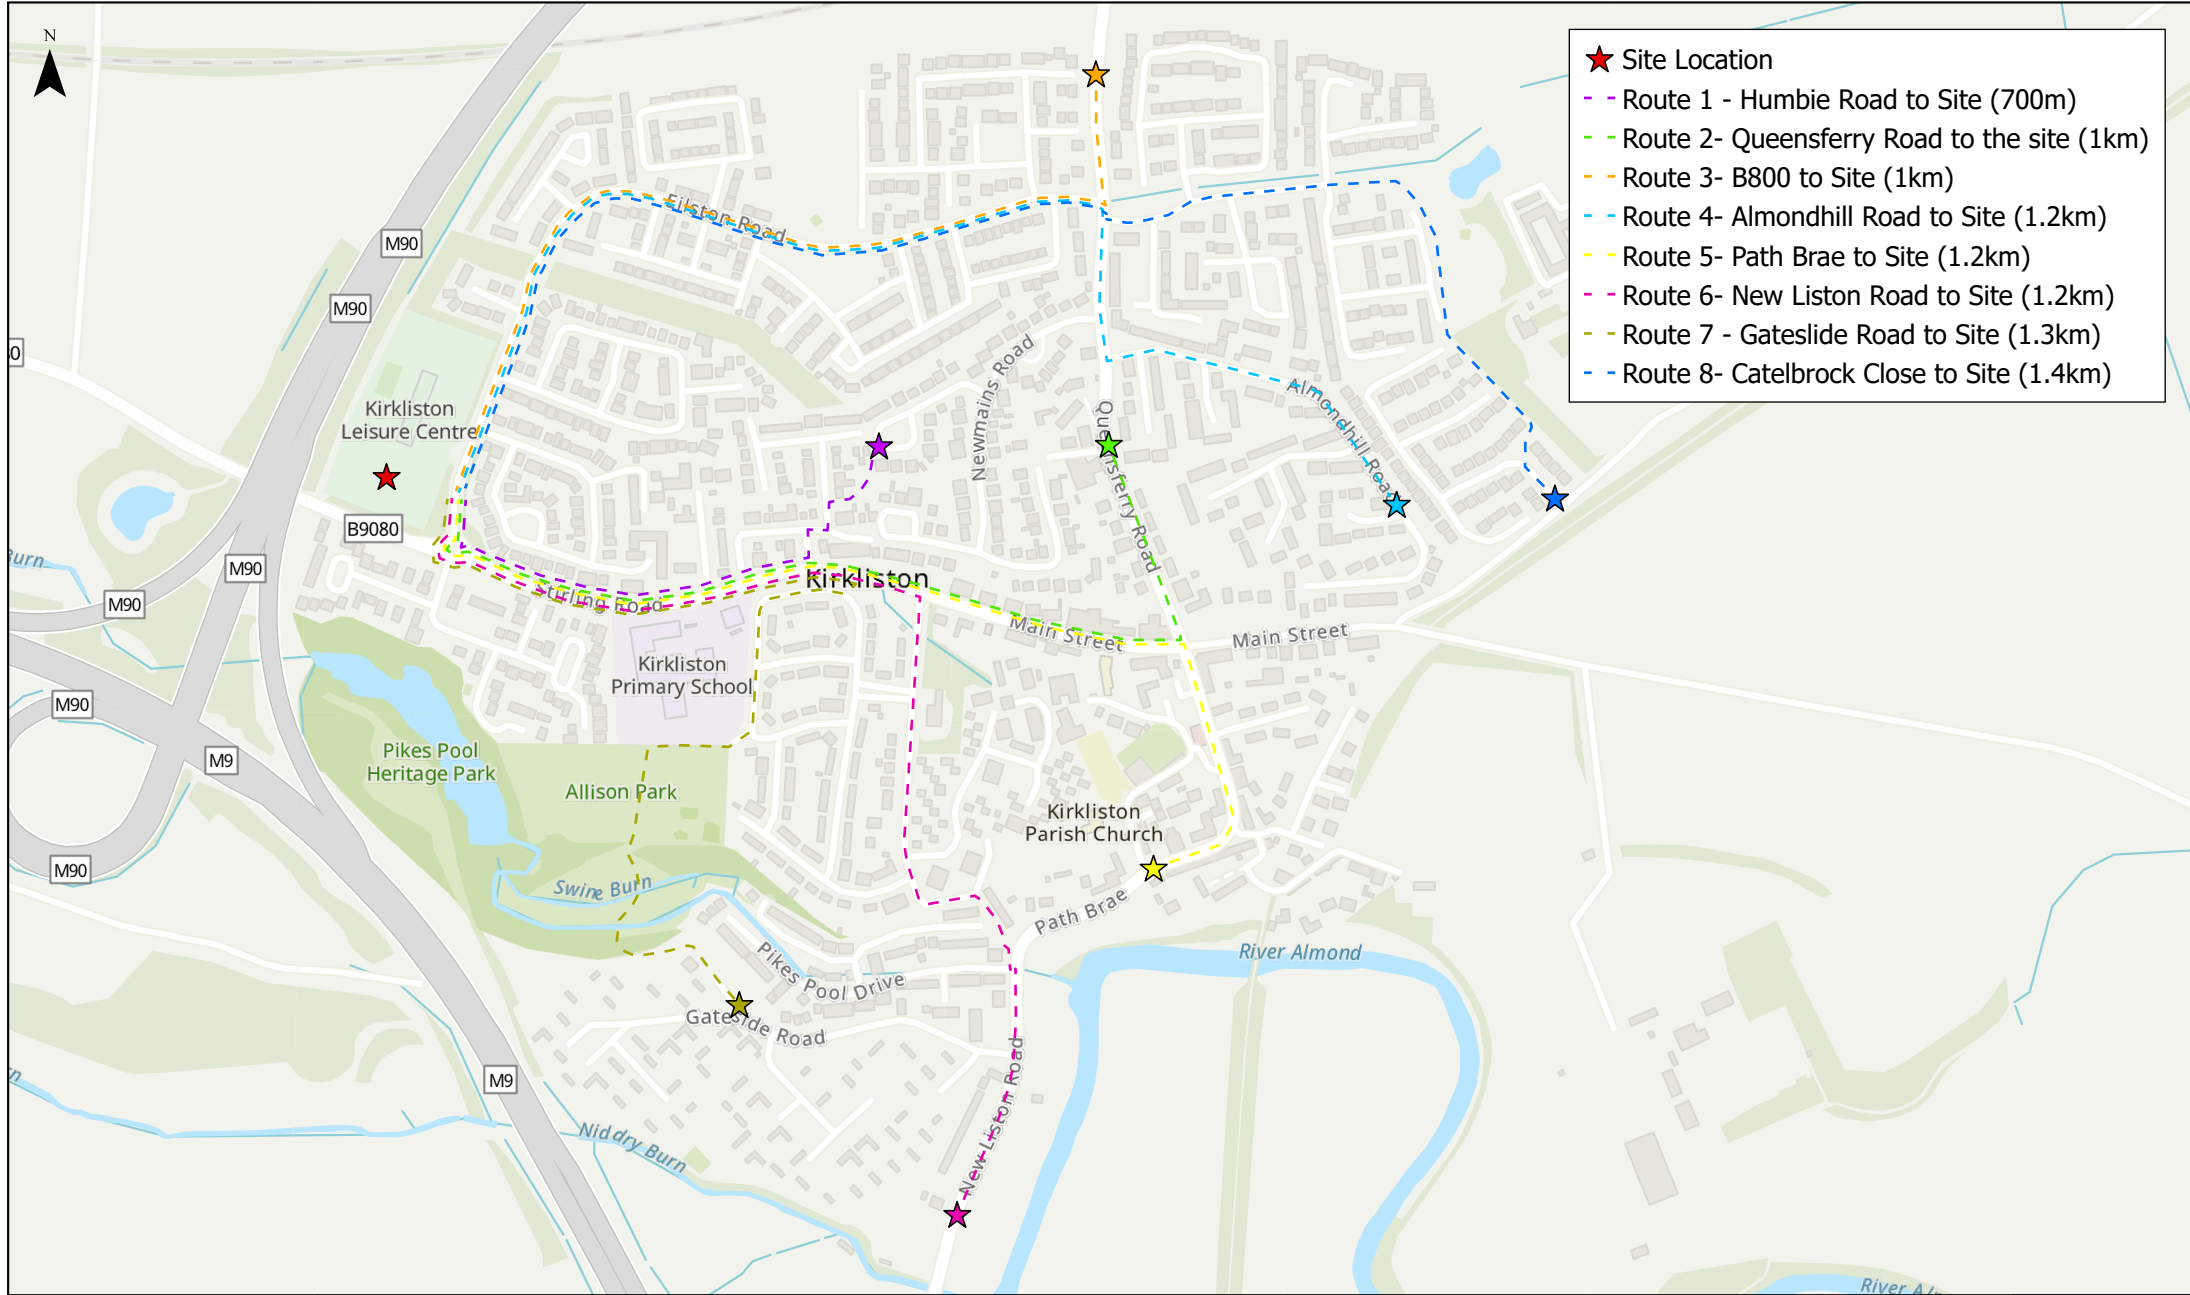 N
Site Location
Route 1 - Humbie Road to Site (700m)
Route 2- Queensferry Road to the site (1km)
Route 3- B800 to Site (1km)
Route 4- Almondhill Road to Site (1.2km)
Route 5- Path Brae to Site (1.2km)
Route 6- New Liston Road to Site (1.2km)
Route 7 - Gateslide Road to Site (1.3km)
Route 8- Catelbrock Close to Site (1.4km)
Eilston Road
M90
M90
Newmains Road
Almondhill Road
Queensferry Road
Kirkliston
Leisure Centre
B9080
M90
M90
Kirkliston
Stirling Road
Main Street
Main Street
Kirkliston
Primary School
M90
M9
Pikes Pool
Heritage Park
Allison Park
Kirkliston
Parish Church
M90
Swine Burn
Path Brae
River Almond
Pikes Pool Drive
Gateside Road
M9
New Liston Road
Niddry Burn